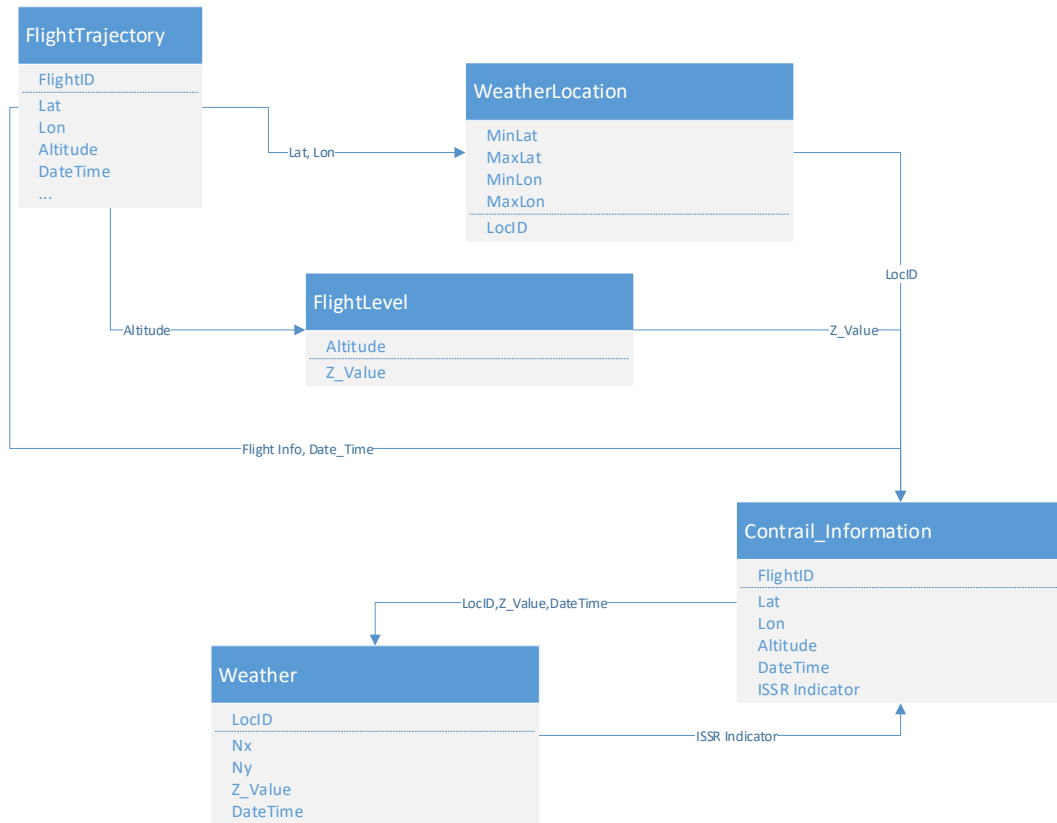 FlightTrajectory
FlightID
Lat
Lon
Altitude
DateTime
...
WeatherLocation
MinLat
MaxLat
MinLon
MaxLon
LocID
Lat, Lon
LocID
FlightLevel
Altitude
Z_Value
Altitude
Z_Value
Flight Info, Date_Time
Contrail_Information
FlightID
Lat
Lon
Altitude
DateTime
ISSR Indicator
LocID,Z_Value,DateTime
Weather
LocID
Nx
Ny
Z_Value
DateTime
ISSR Indicator